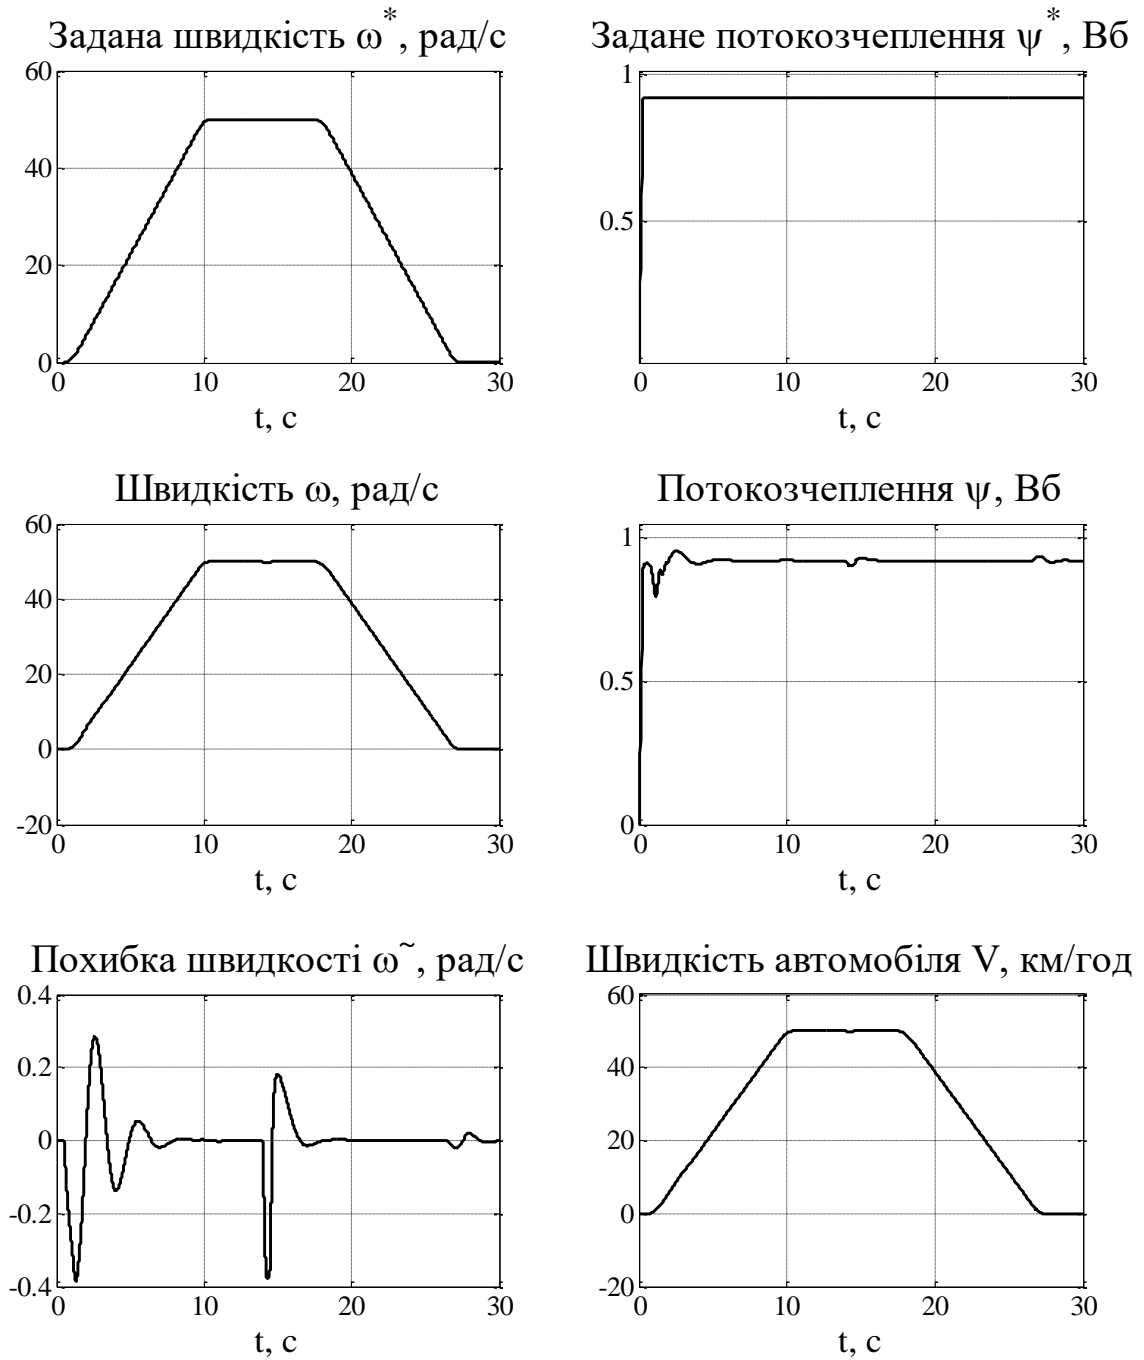 Задана швидкість ω*, рад/с
60
40
20
0
0 10 20 30
t, с
Задане потокозчеплення ψ*, Вб
1
0.5
0 10 20 30
t, с
Швидкість ω, рад/с
60
40
20
0
-20
0 10 20 30
t, с
Потокозчеплення ψ, Вб
1
0.5
0
0 10 20 30
t, с
Похибка швидкості ω~, рад/с
0.4
0.2
0
-0.2
-0.4
0 10 20 30
t, с
Швидкість автомобіля V, км/год
60
40
20
0
-20
0 10 20 30
t, с